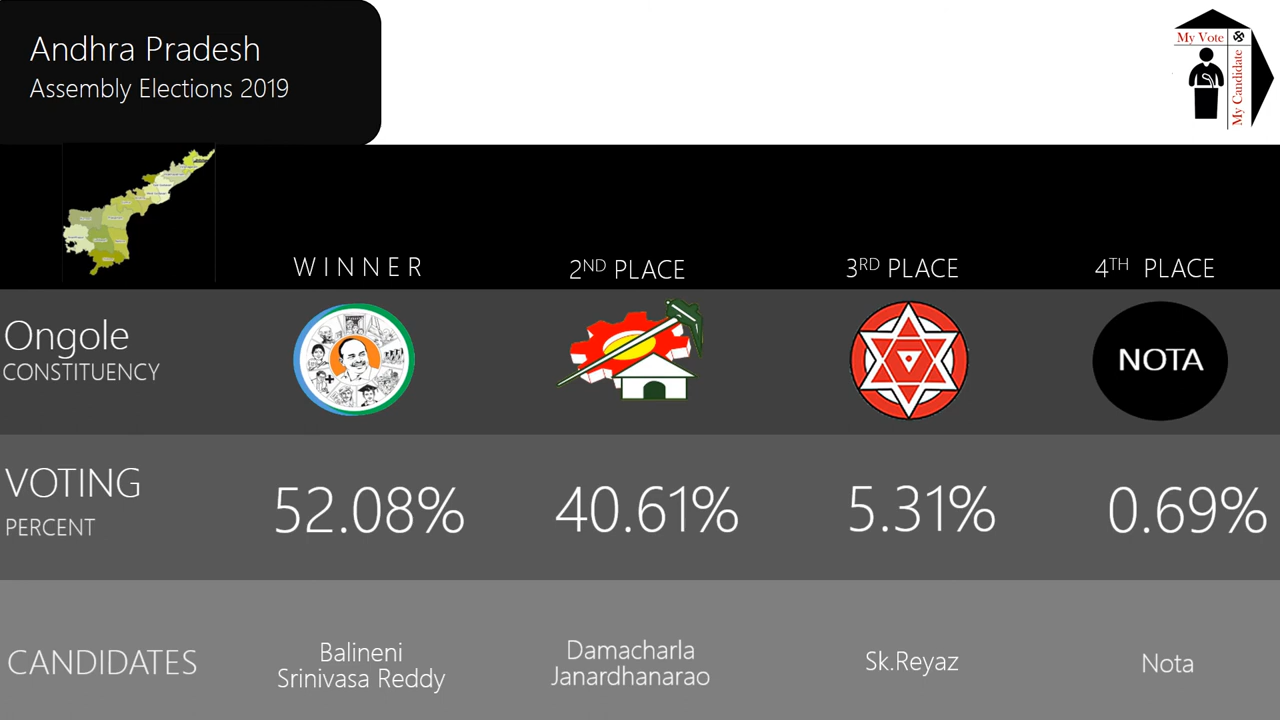 Andhra Pradesh
Assembly Elections 2019
My Vote
My Candidate
WINNER
2ND PLACE
3RD PLACE
4TH PLACE
Ongole
CONSTITUENCY
NOTA
VOTING
PERCENT
52.08%
40.61%
5.31%
0.69%
CANDIDATES
Balineni
Srinivasa Reddy
Damacharla
Janardhanarao
Sk.Reyaz
Nota